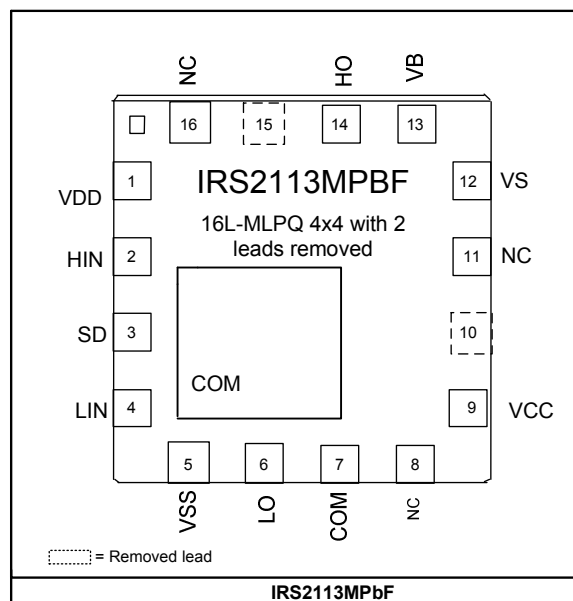 NC
HO
VB
16
15
14
13
1
VDD
IRS2113MPBF
12
VS
16L-MLPQ 4x4 with 2
leads removed
2
HIN
11
NC
3
SD
10
COM
4
LIN
9
VCC
5
6
7
8
VSS
LO
COM
NC
= Removed lead
IRS2113MPbF